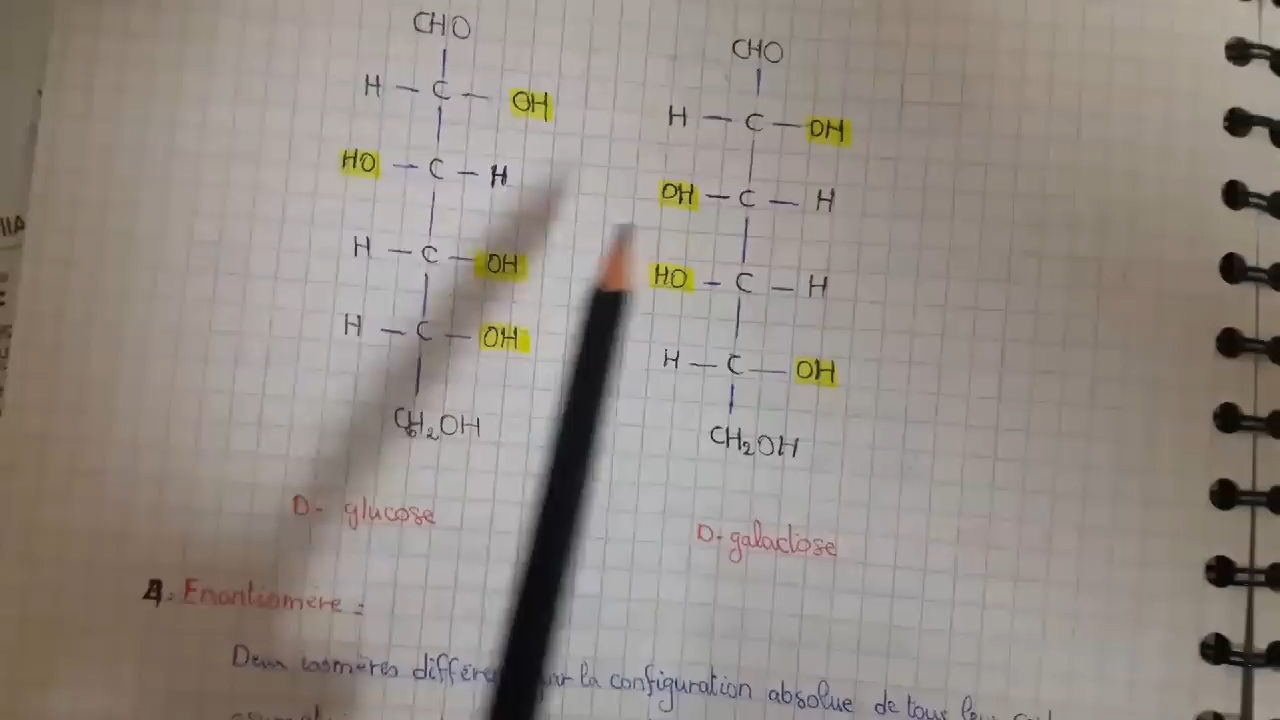 CHO
H - C - OH
HO - C - H
H - C - OH
H - C - OH
CH₂OH
D- glucose
CHO
H - C - OH
OH - C - H
HO - C - H
H - C - OH
CH₂OH
D-galactose
4. Enantiomère :
Deux isomères la configuration absolue de tous